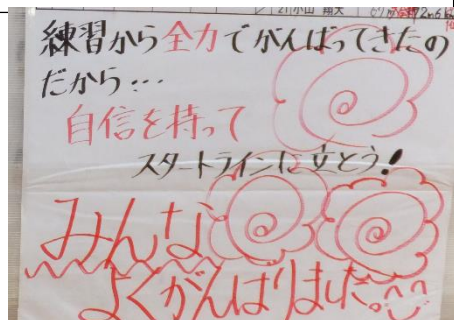 練習から全力でがんばってきたの
だから…
自信を持って
スタートラインに立とう!
みんな
よくがんばりました。